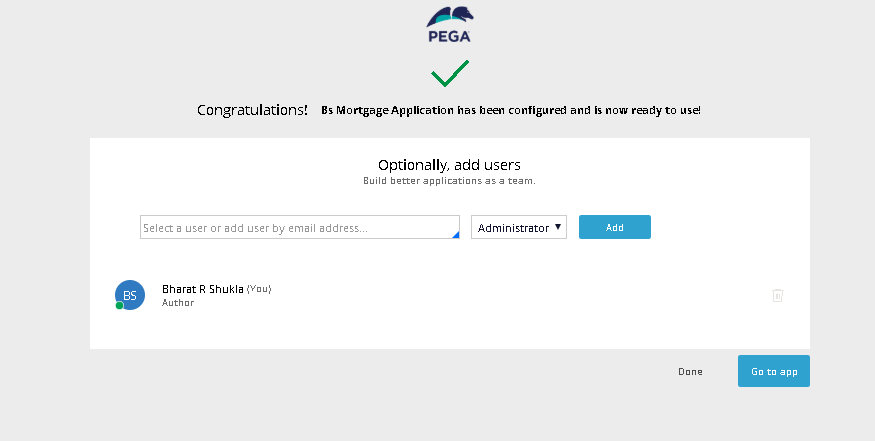 PEGA
Congratulations! Bs Mortgage Application has been configured and is now ready to use!
Optionally, add users
Build better applications as a team.
Select a user or add user by email address... Administrator Add
BS Bharat R Shukla (You)
Author
Done Go to app